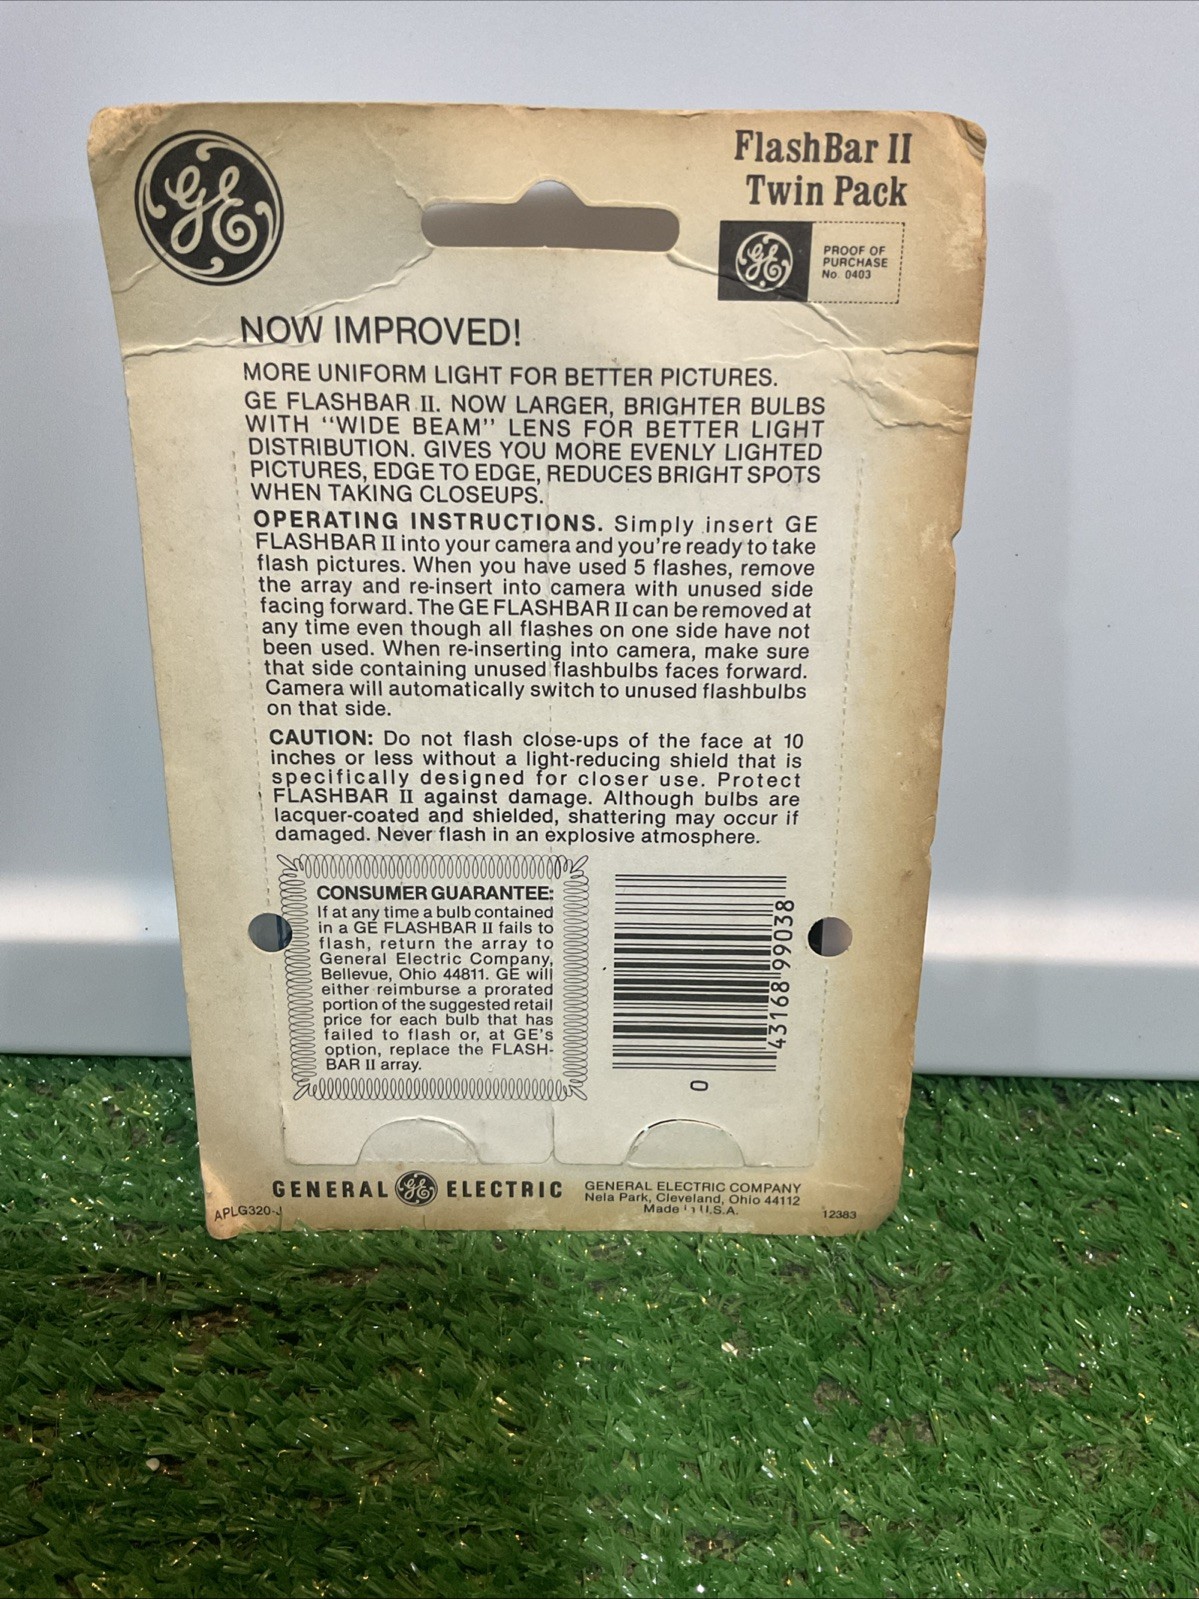 GE
FlashBar II
Twin Pack
GE
PROOF OF
PURCHASE
No. 0403
NOW IMPROVED!
MORE UNIFORM LIGHT FOR BETTER PICTURES.
GE FLASHBAR II. NOW LARGER, BRIGHTER BULBS
WITH "WIDE BEAM" LENS FOR BETTER LIGHT
DISTRIBUTION. GIVES YOU MORE EVENLY LIGHTED
PICTURES, EDGE TO EDGE, REDUCES BRIGHT SPOTS
WHEN TAKING CLOSEUPS.
OPERATING INSTRUCTIONS. Simply insert GE
FLASHBAR II into your camera and you're ready to take
flash pictures. When you have used 5 flashes, remove
the array and re-insert into camera with unused side
facing forward. The GE FLASHBAR II can be removed at
any time even though all flashes on one side have not
been used. When re-inserting into camera, make sure
that side containing unused flashbulbs faces forward.
Camera will automatically switch to unused flashbulbs
on that side.
CAUTION: Do not flash close-ups of the face at 10
inches or less without a light-reducing shield that is
specifically designed for closer use. Protect
FLASHBAR II against damage. Although bulbs are
lacquer-coated and shielded, shattering may occur if
damaged. Never flash in an explosive atmosphere.
CONSUMER GUARANTEE:
If at any time a bulb contained
in a GE FLASHBAR II fails to
flash, return the array to
General Electric Company,
Bellevue, Ohio 44811. GE will
either reimburse a prorated
portion of the suggested retail
price for each bulb that has
failed to flash or, at GE's
option, replace the FLASH-
BAR II array.
0
43168 99038
GENERAL GE ELECTRIC
GENERAL ELECTRIC COMPANY
Nela Park, Cleveland, Ohio 44112
Made in U.S.A.
APLG320-J
12383